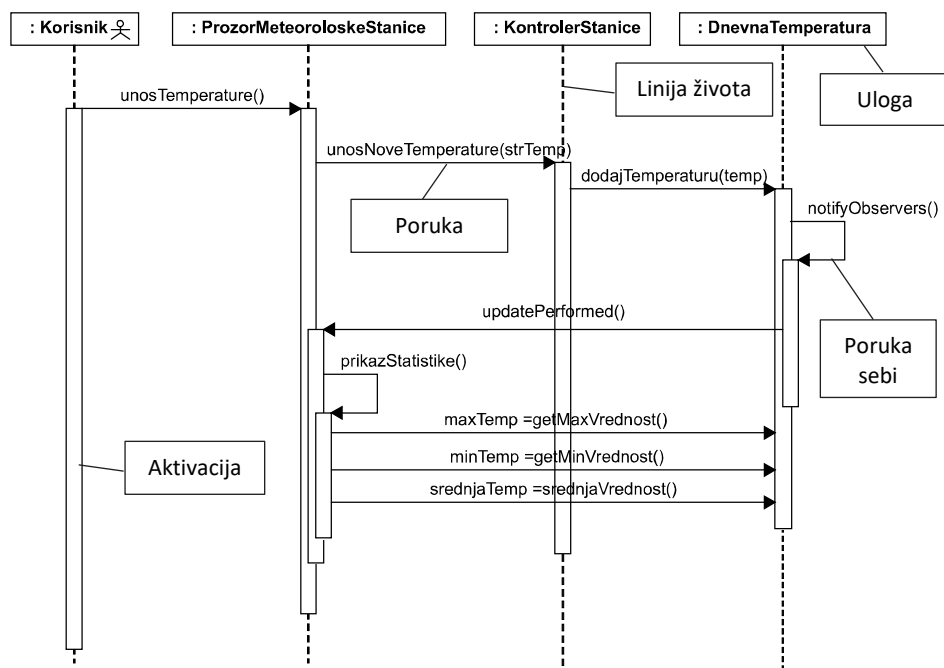 : Korisnik
: ProzorMeteoroloskeStanice
: KontrolerStanice
: DnevnaTemperatura
Linija života
Uloga
unosTemperature()
unosNoveTemperature(strTemp)
dodajTemperaturu(temp)
Poruka
notifyObservers()
updatePerformed()
Poruka
sebi
prikazStatistike()
maxTemp =getMaxVrednost()
Aktivacija
minTemp =getMinVrednost()
srednjaTemp =srednjaVrednost()